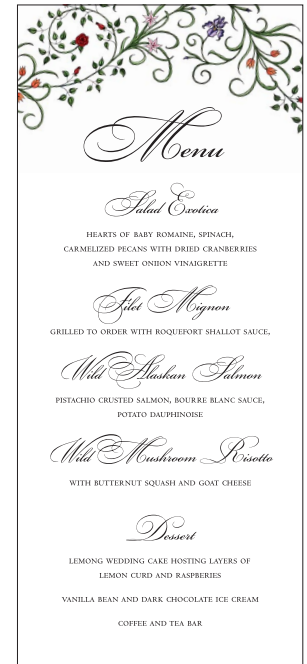 Menu
Salad Exotica
HEARTS OF BABY ROMAINE, SPINACH,
CARMELIZED PECANS WITH DRIED CRANBERRIES
AND SWEET ONIION VINAIGRETTE
Filet Mignon
GRILLED TO ORDER WITH ROQUEFORT SHALLOT SAUCE,
Wild Alaskan Salmon
PISTACHIO CRUSTED SALMON, BOURRE BLANC SAUCE,
POTATO DAUPHINOISE
Wild Mushroom Risotto
WITH BUTTERNUT SQUASH AND GOAT CHEESE
Dessert
LEMONG WEDDING CAKE HOSTING LAYERS OF
LEMON CURD AND RASPBERIES
VANILLA BEAN AND DARK CHOCOLATE ICE CREAM
COFFEE AND TEA BAR